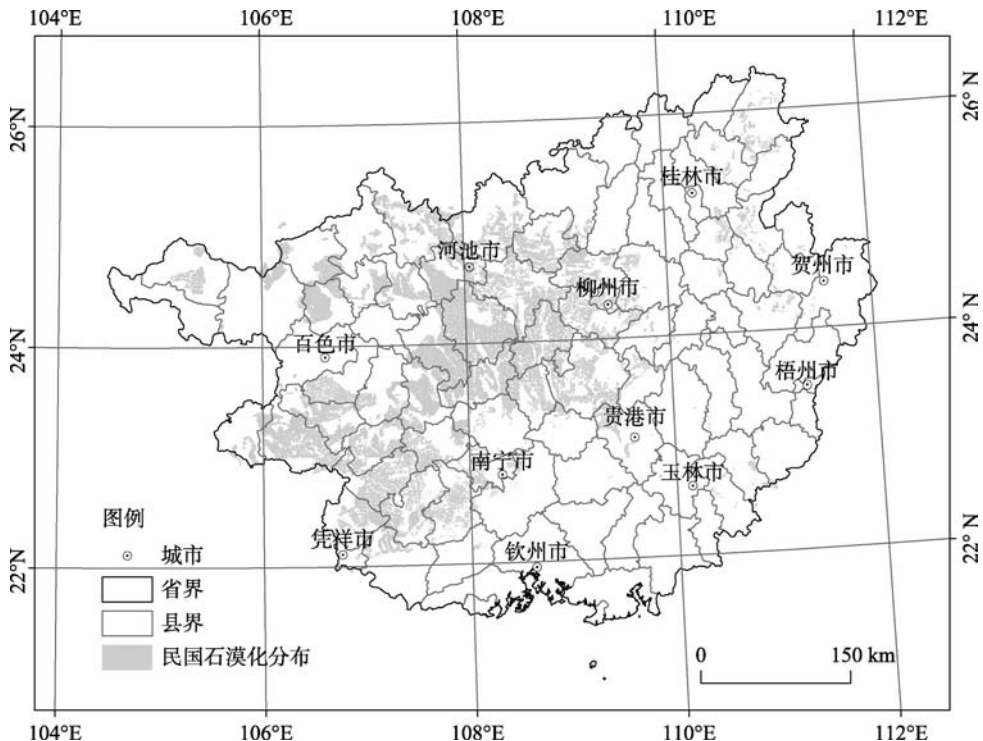 104°E 106°E 108°E 110°E 112°E
26°N
26°N
桂林市
河池市
贺州市
柳州市
24°N
24°N
百色市
梧州市
贵港市
南宁市
玉林市
图例
凭祥市
城市
钦州市
22°N
22°N
省界
县界
民国石漠化分布
0 150 km
104°E 106°E 108°E 110°E 112°E